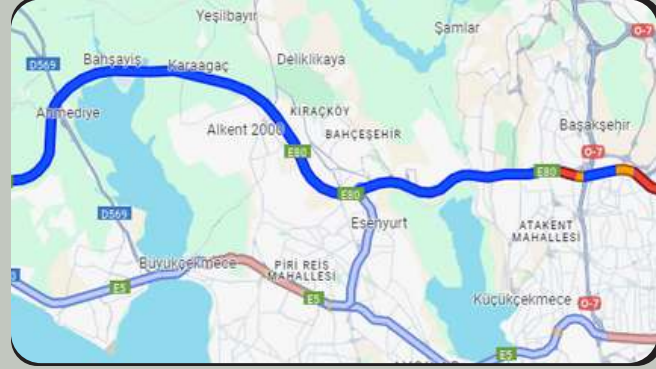 Yeşilbayır
Şamlar
O-7
D569
Bahşayiş
Karaağaç
Deliklikaya
Ahmediye
KIRAÇKÖY
Alkent 2000
BAHÇEŞEHİR
Başakşehir
E80
O-7
E80
E80
D569
Esenyurt
ATAKENT
MAHALLESİ
Büyükçekmece
PİRİ REİS
MAHALLESİ
E5
E5
Küçükçekmece
O-7
E5